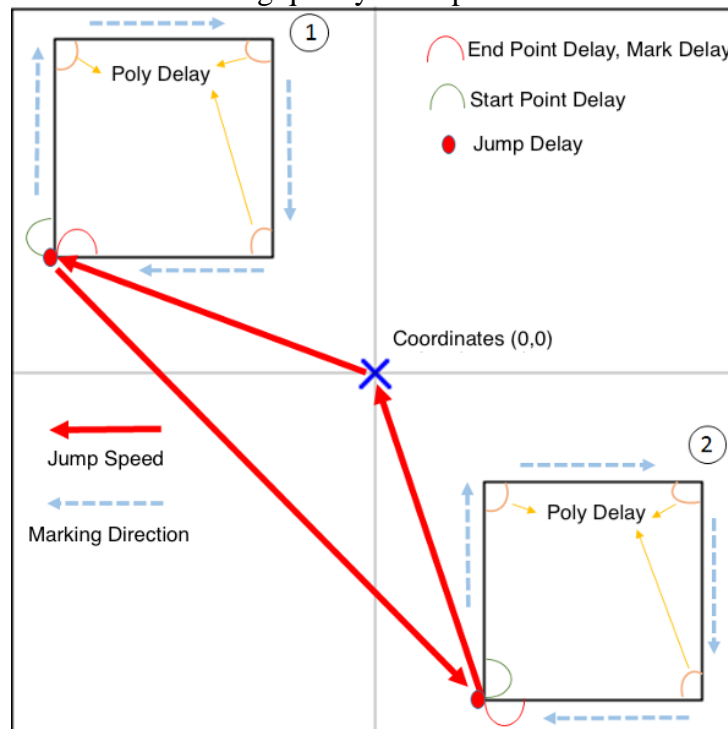 1
End Point Delay, Mark Delay
Poly Delay
Start Point Delay
Jump Delay
Coordinates (0,0)
Jump Speed
2
Marking Direction
Poly Delay